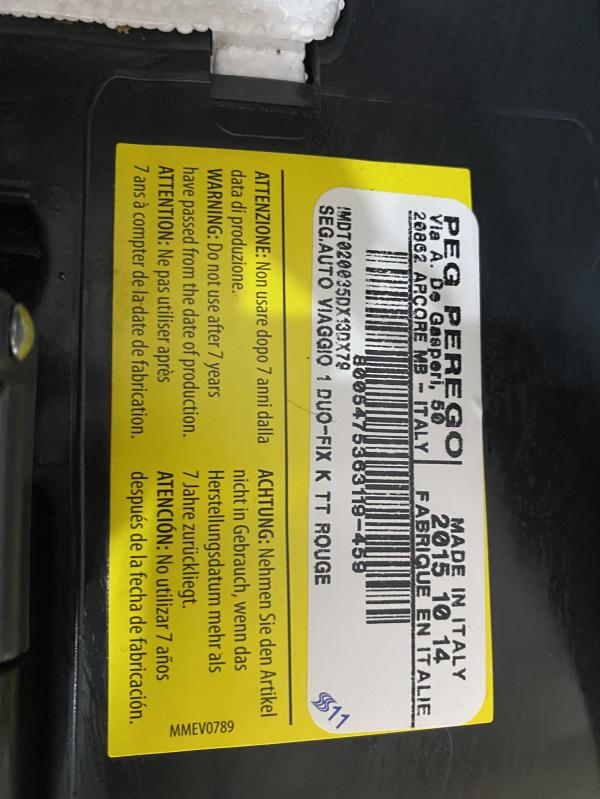 PEG PEREGO
Via A. De Gasperi, 50
20862 ARCORE MB - ITALY
MADE IN ITALY
2015 10 14
FABRIQUE EN ITALIE
8005475363119-459
IMDT020035DX13DX79
SEG.AUTO VIAGGIO 1 DUO-FIX K TT ROUGE
11
ATTENZIONE: Non usare dopo 7 anni dalla
data di produzione.
WARNING: Do not use after 7 years
have passed from the date of production.
ATTENTION: Ne pas utiliser après
7 ans à compter de la date de fabrication.
ACHTUNG: Nehmen Sie den Artikel
nicht in Gebrauch, wenn das
Herstellungsdatum mehr als
7 Jahre zurückliegt.
ATENCIÓN: No utilizar 7 años
después de la fecha de fabricación.
MMEV0789